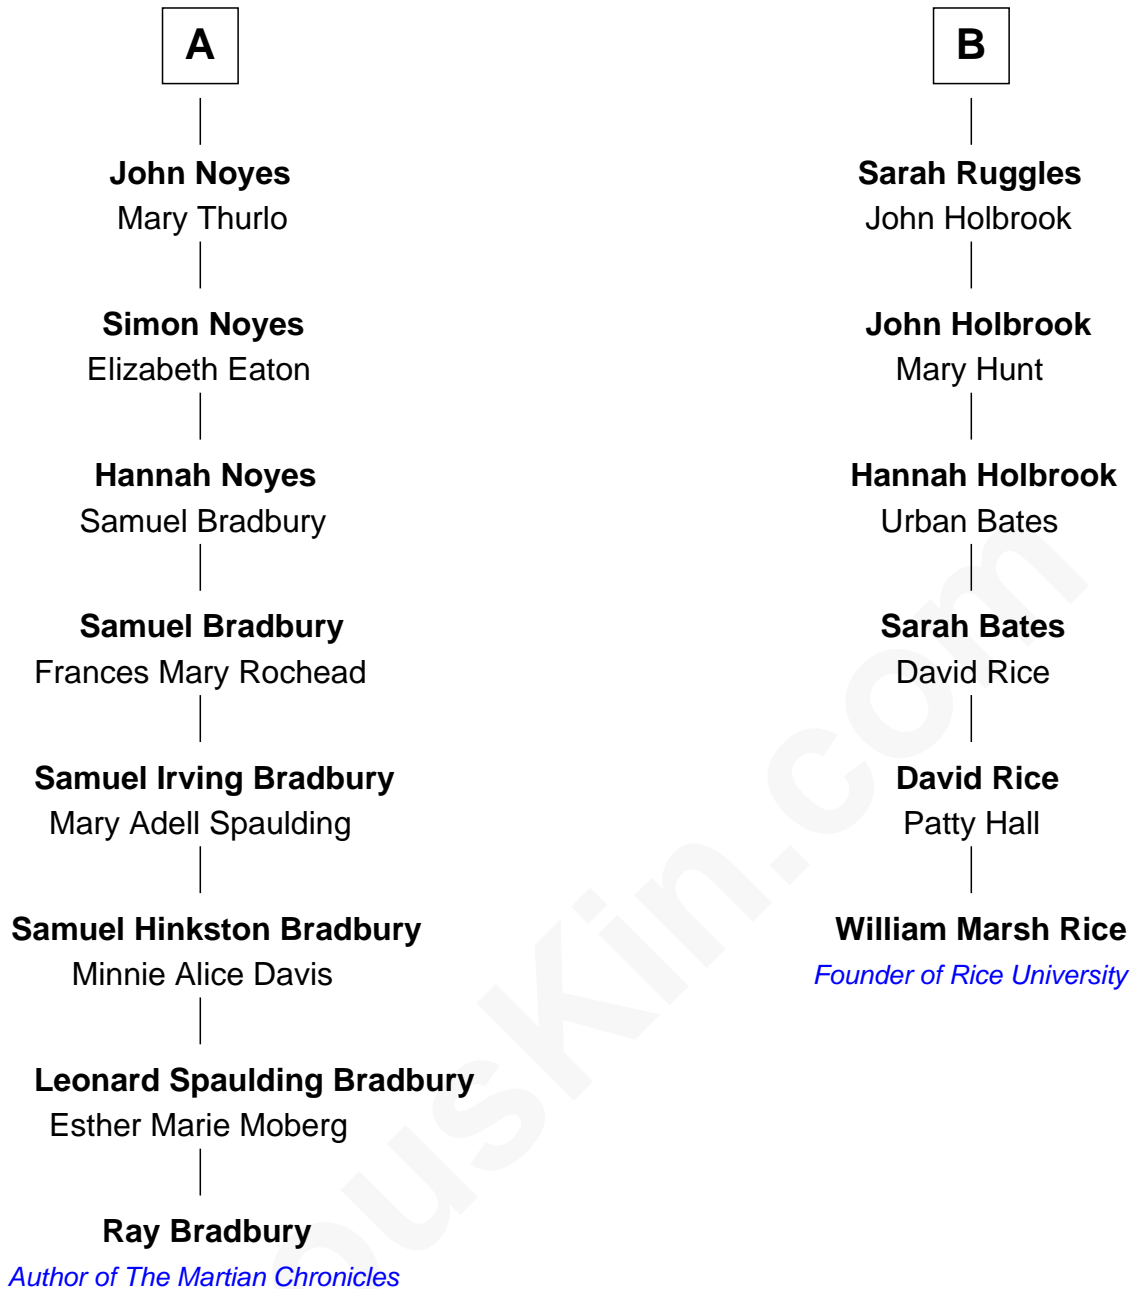 A
John Noyes
Mary Thurlo
Simon Noyes
Elizabeth Eaton
Hannah Noyes
Samuel Bradbury
Samuel Bradbury
Frances Mary Rochead
Samuel Irving Bradbury
Mary Adell Spaulding
Samuel Hinkston Bradbury
Minnie Alice Davis
Leonard Spaulding Bradbury
Esther Marie Moberg
Ray Bradbury
Author of The Martian Chronicles
B
Sarah Ruggles
John Holbrook
John Holbrook
Mary Hunt
Hannah Holbrook
Urban Bates
Sarah Bates
David Rice
David Rice
Patty Hall
William Marsh Rice
Founder of Rice University
ousKin.com